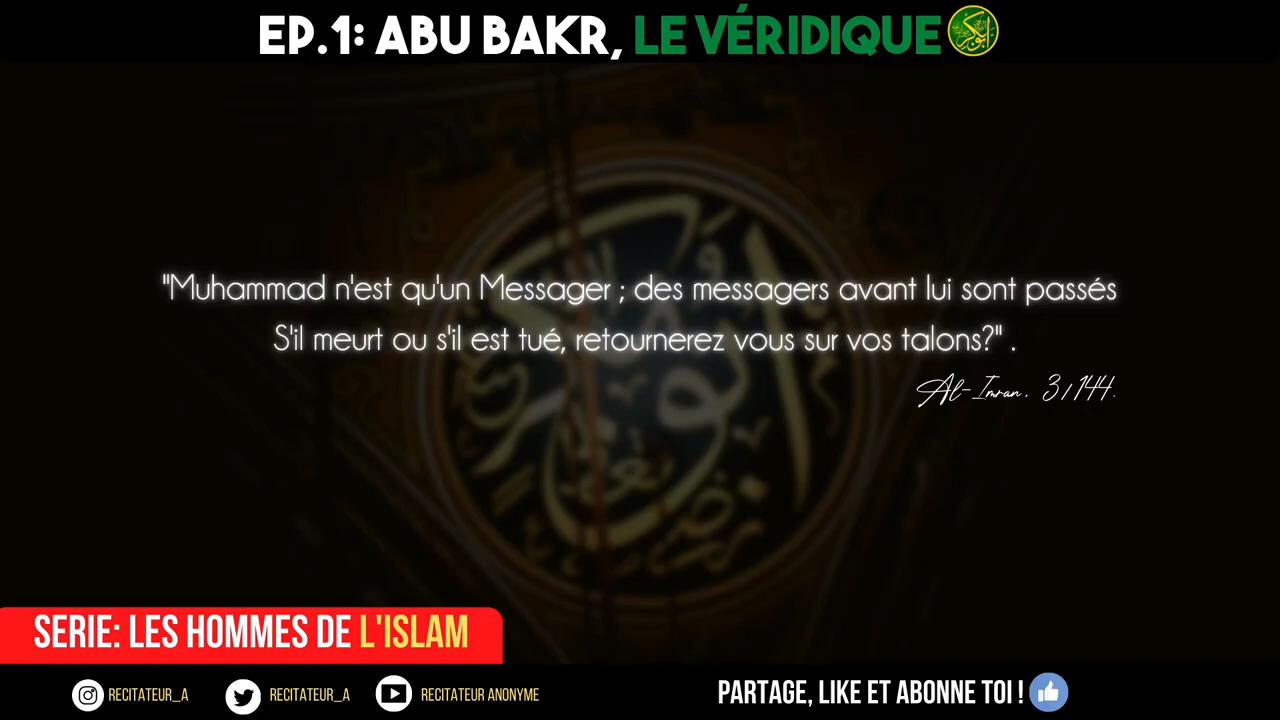 EP.1: ABU BAKR, LE VÉRIDIQUE
"Muhammad n'est qu'un Messager ; des messagers avant lui sont passés
S'il meurt ou s'il est tué, retournerez vous sur vos talons?" .
Al-Imran, 3/144.
SERIE: LES HOMMES DE L'ISLAM
RECITATEUR_A RECITATEUR_A RECITATEUR ANONYME PARTAGE, LIKE ET ABONNE TOI !